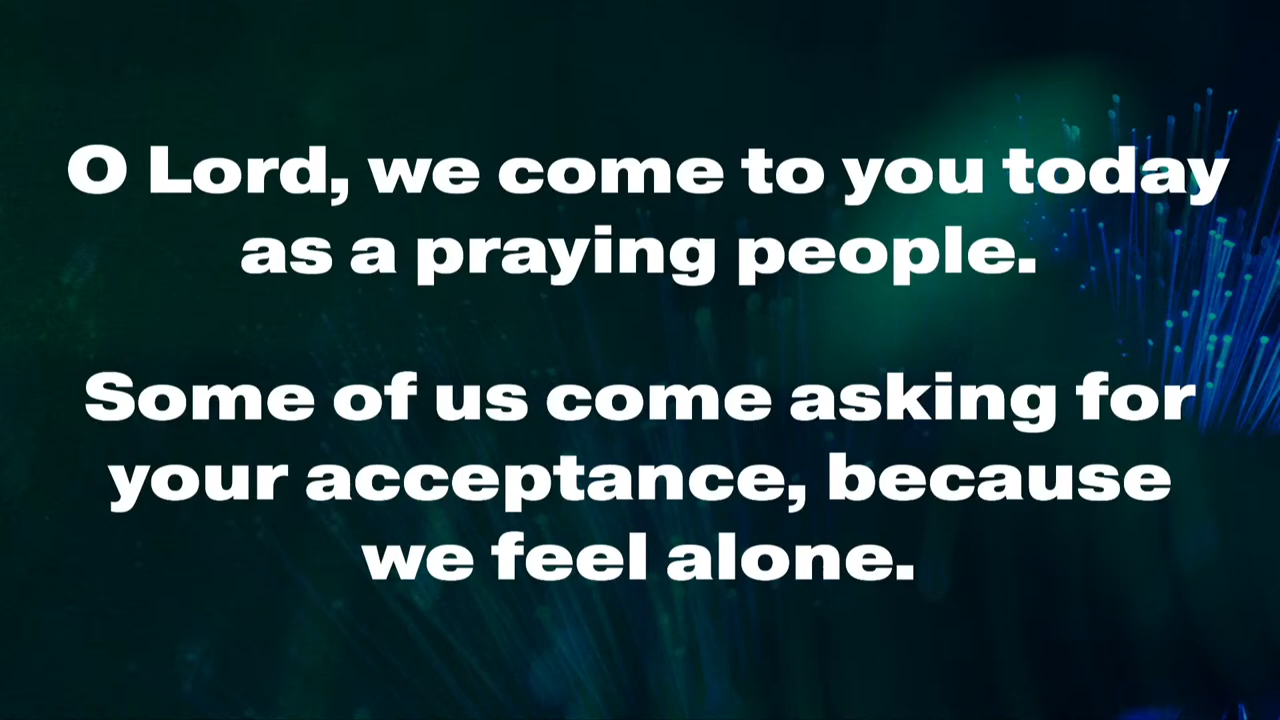 O Lord, we come to you today
as a praying people.
Some of us come asking for
your acceptance, because
we feel alone.